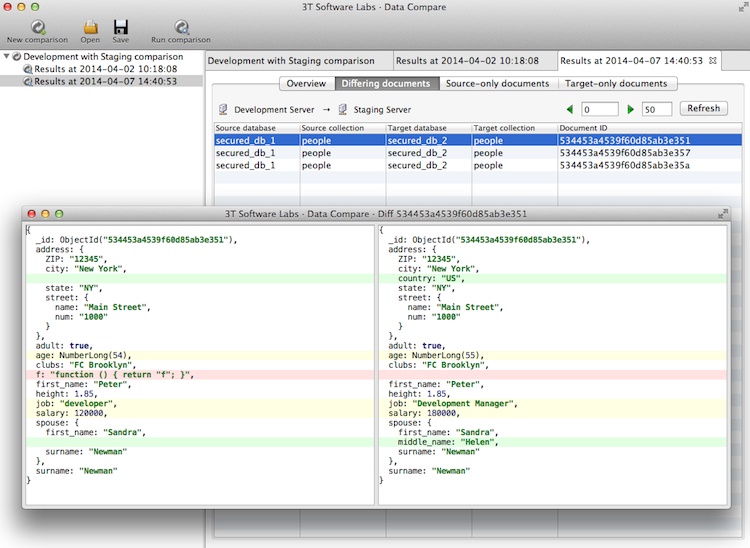 3T Software Labs · Data Compare
New comparison Open Save Run comparison
Development with Staging comparison
Results at 2014-04-02 10:18:08
Results at 2014-04-07 14:40:53
Development with Staging comparison Results at 2014-04-02 10:18:08 Results at 2014-04-07 14:40:53
Overview Differing documents Source-only documents Target-only documents
Development Server → Staging Server 0 50 Refresh
Source database Source collection Target database Target collection Document ID
secured_db_1 people secured_db_2 people 534453a4539f60d85ab3e351
secured_db_1 people secured_db_2 people 534453a4539f60d85ab3e357
secured_db_1 people secured_db_2 people 534453a4539f60d85ab3e35a
3T Software Labs · Data Compare · Diff 534453a4539f60d85ab3e351
{
_id: ObjectId("534453a4539f60d85ab3e351"),
address: {
ZIP: "12345",
city: "New York",
state: "NY",
street: {
name: "Main Street",
num: "1000"
}
},
adult: true,
age: NumberLong(54),
clubs: "FC Brooklyn",
f: "function () { return "f"; }",
first_name: "Peter",
height: 1.85,
job: "developer",
salary: 120000,
spouse: {
first_name: "Sandra",
surname: "Newman"
},
surname: "Newman"
}
{
_id: ObjectId("534453a4539f60d85ab3e351"),
address: {
ZIP: "12345",
city: "New York",
country: "US",
state: "NY",
street: {
name: "Main Street",
num: "1000"
}
},
adult: true,
age: NumberLong(55),
clubs: "FC Brooklyn",
first_name: "Peter",
height: 1.85,
job: "Development Manager",
salary: 180000,
spouse: {
first_name: "Sandra",
middle_name: "Helen",
surname: "Newman"
},
surname: "Newman"
}